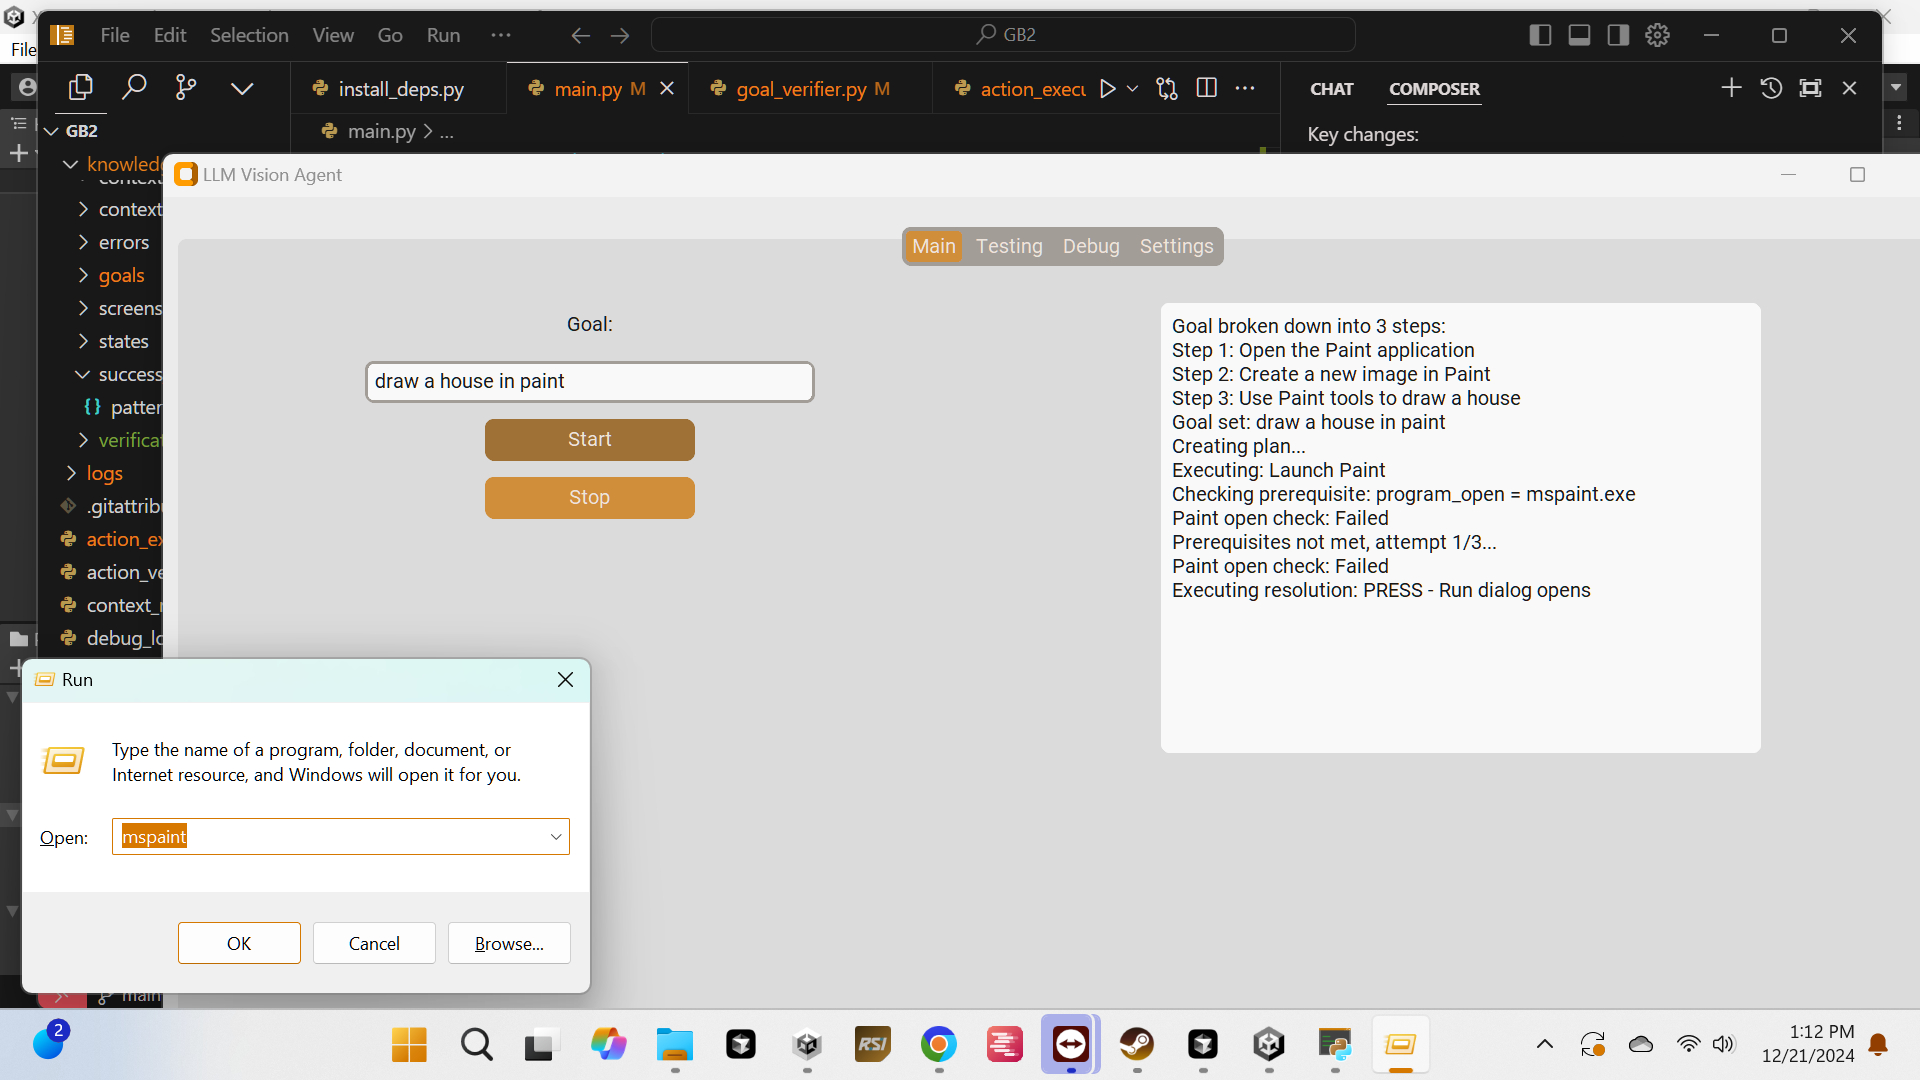 File Edit Selection View Go Run ... GB2
File
install_deps.py main.py M goal_verifier.py M action_execu
CHAT COMPOSER
GB2
main.py > ...
Key changes:
LLM Vision Agent
context
errors
goals
screens
states
success
patter
verificat
logs
.gitattribu
action_ex
action_ve
debug_lo
Main Testing Debug Settings
Goal:
draw a house in paint
Start
Stop
Goal broken down into 3 steps:
Step 1: Open the Paint application
Step 2: Create a new image in Paint
Step 3: Use Paint tools to draw a house
Goal set: draw a house in paint
Creating plan...
Executing: Launch Paint
Checking prerequisite: program_open = mspaint.exe
Paint open check: Failed
Prerequisites not met, attempt 1/3...
Paint open check: Failed
Executing resolution: PRESS - Run dialog opens
Run
Type the name of a program, folder, document, or
Internet resource, and Windows will open it for you.
Open: mspaint
OK Cancel Browse...
main
2
RSI
1:12 PM
12/21/2024